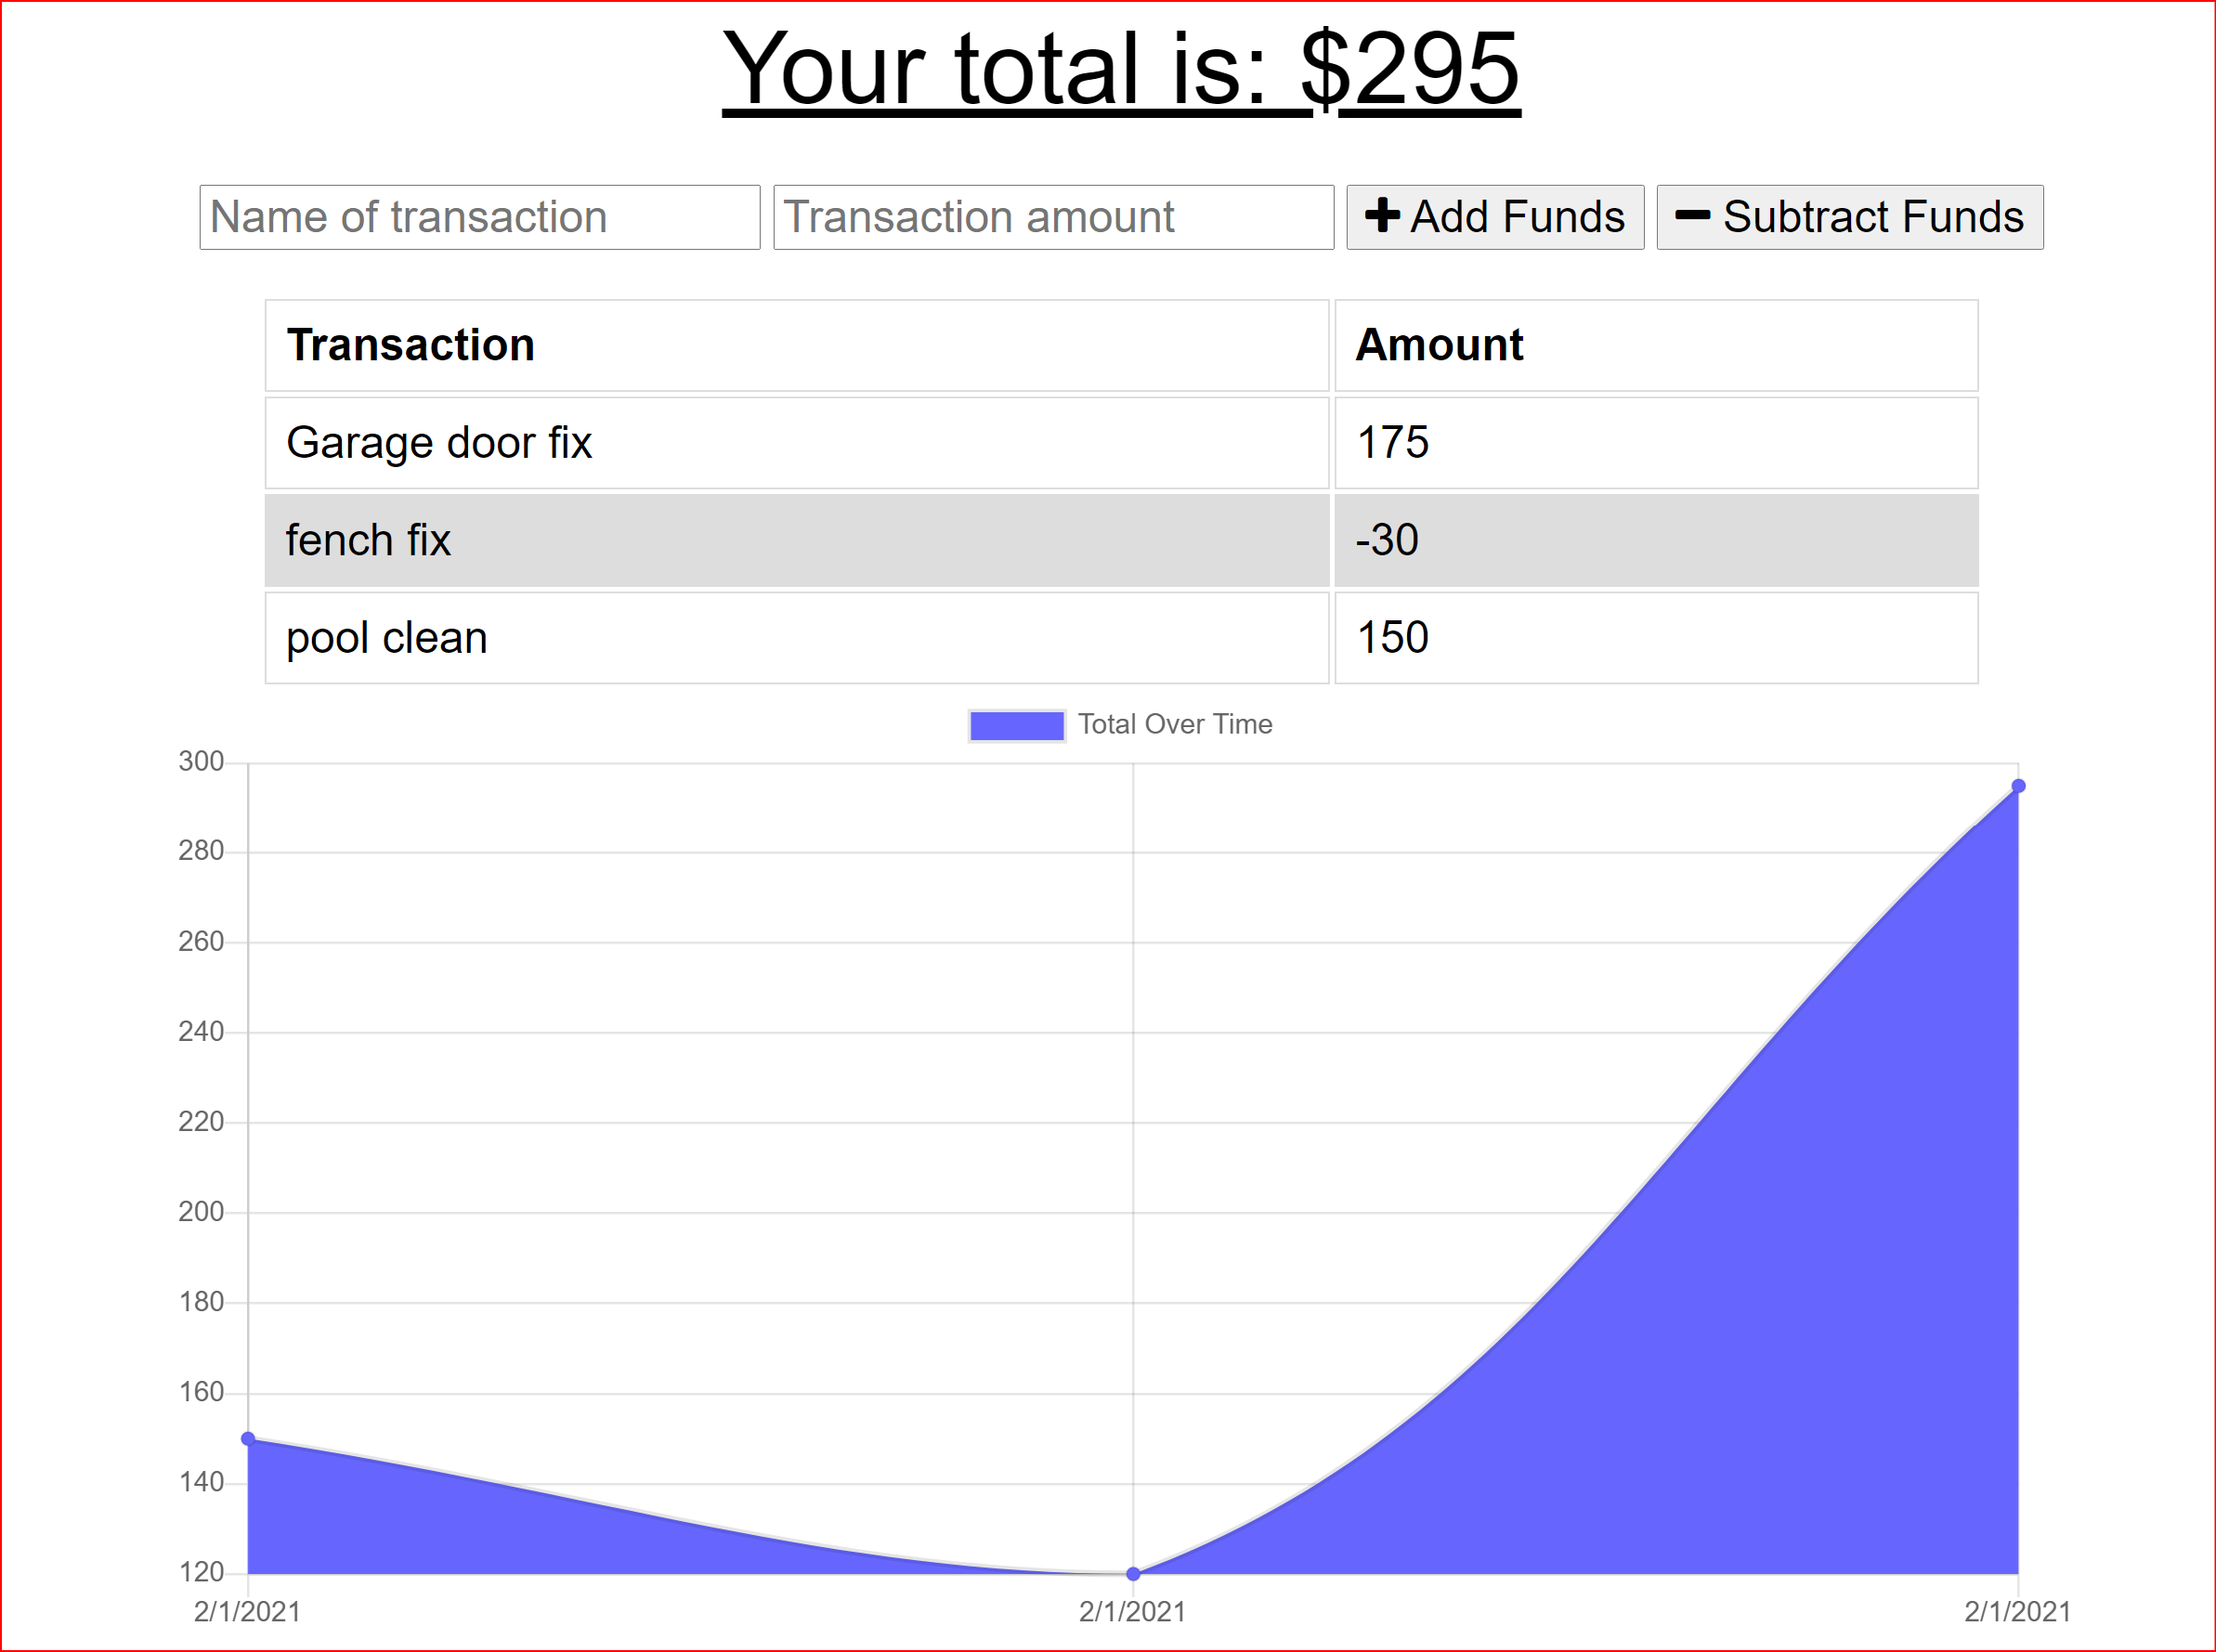 Your total is: $295
Name of transaction Transaction amount Add Funds Subtract Funds
Transaction Amount
Garage door fix 175
fench fix -30
pool clean 150
Total Over Time
300
280
260
240
220
200
180
160
140
120
2/1/2021 2/1/2021 2/1/2021